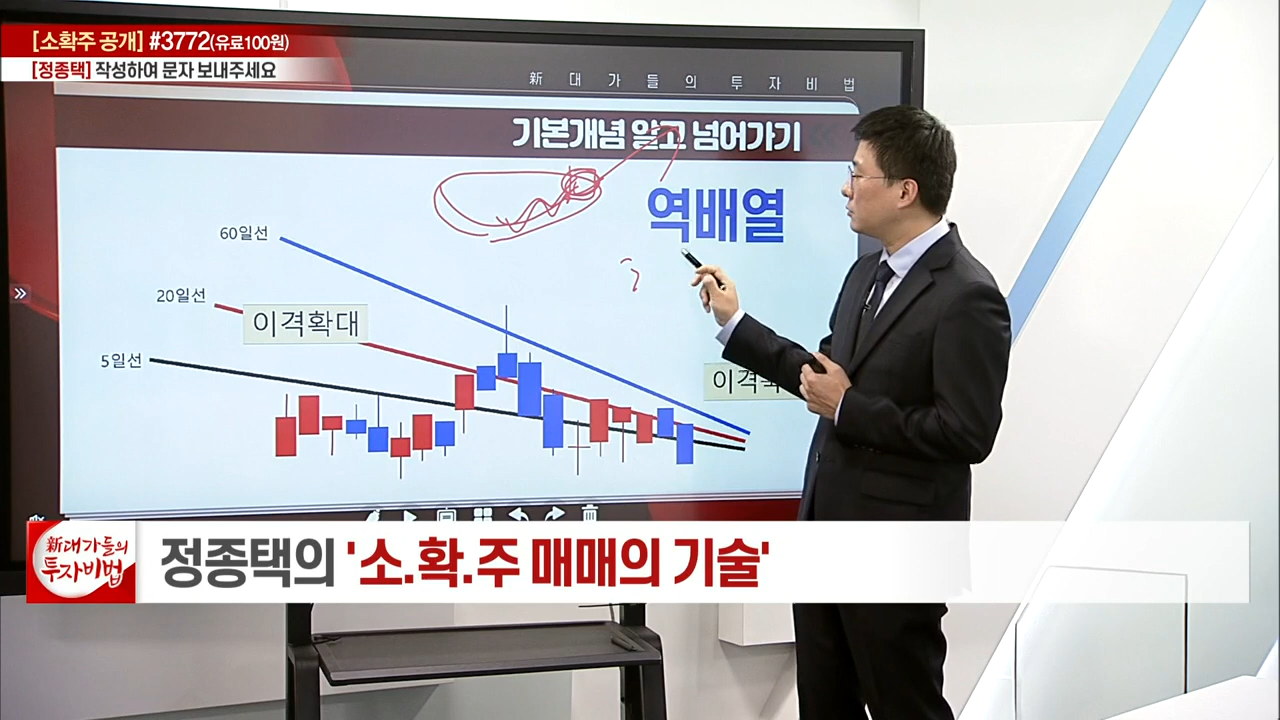 [소확주 공개] #3772(유료100원)
[정종택] 작성하여 문자 보내주세요
新 대 가 들 의 투 자 비 법
기본개념 알고 넘어가기
역배열
60일선
20일선
이격확대
5일선
이격확
新대가들의
투자비법
정종택의 '소.확.주 매매의 기술'